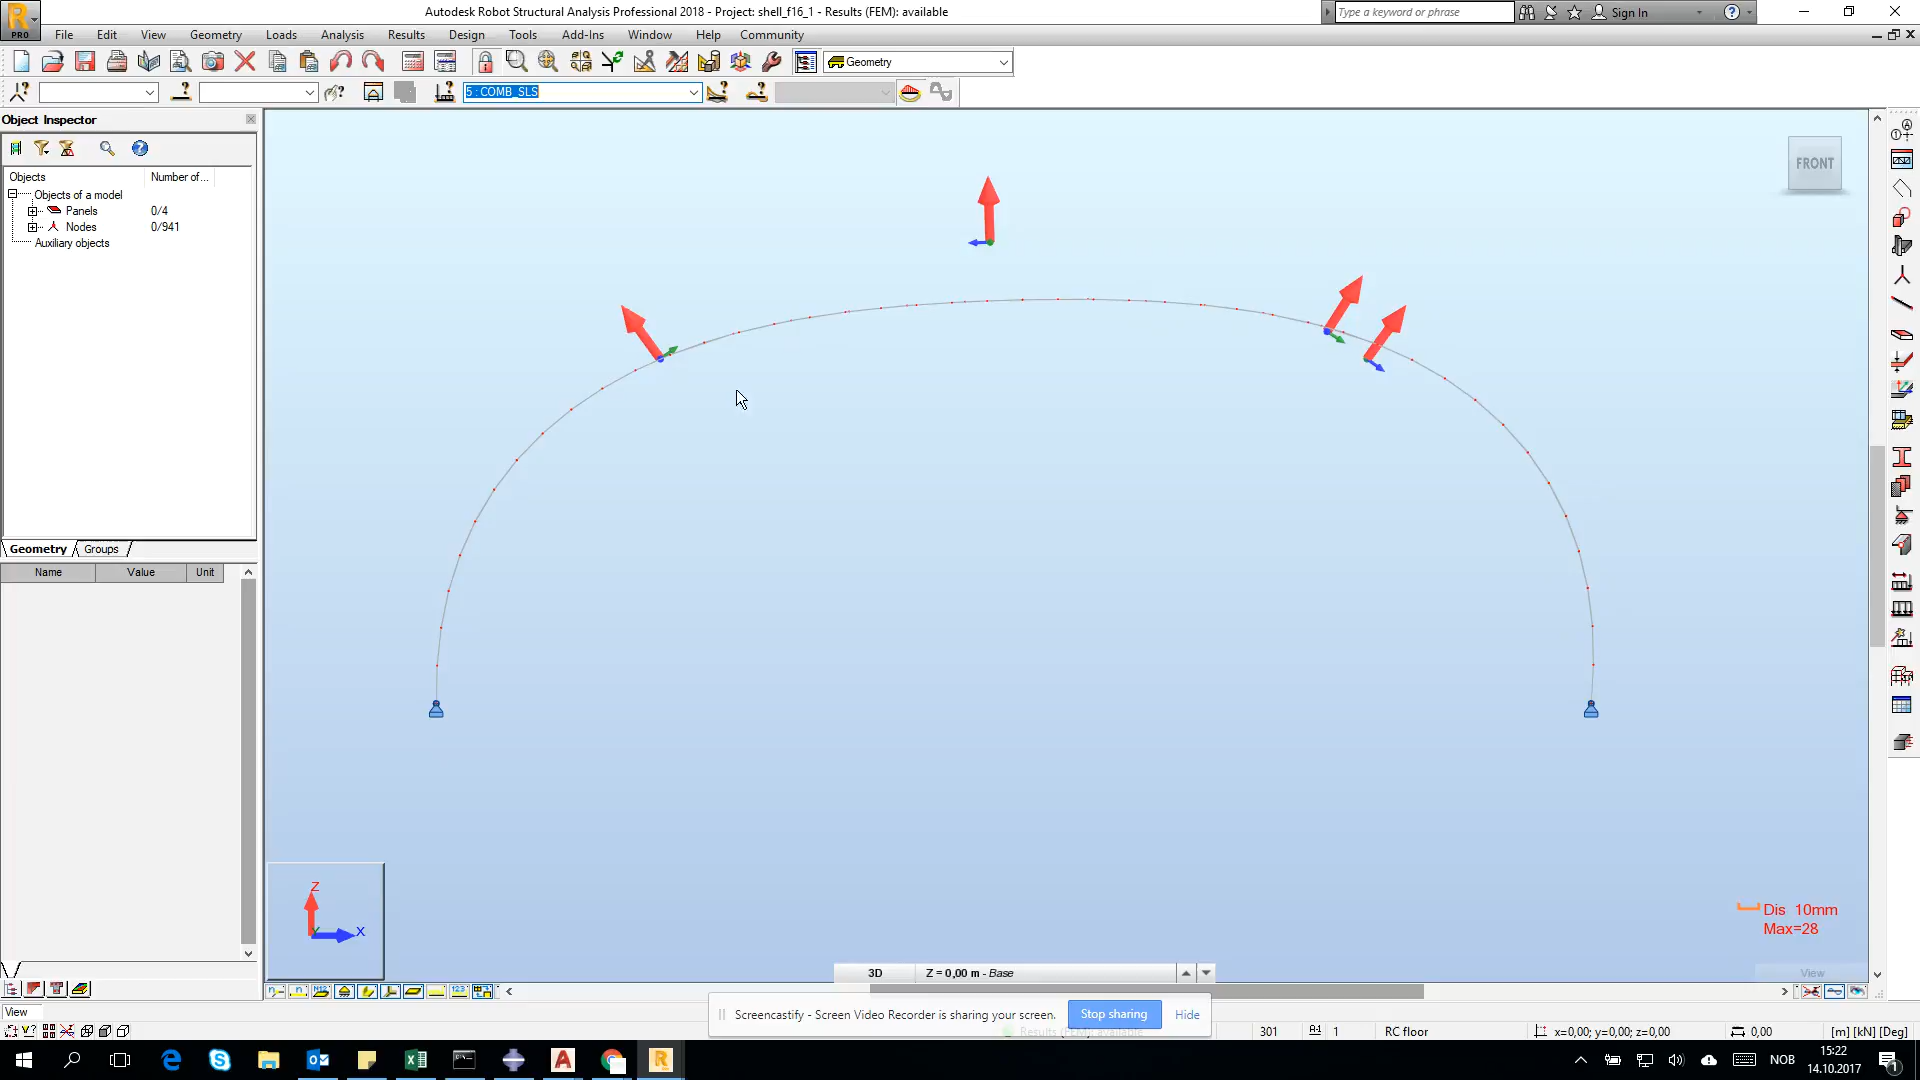 Autodesk Robot Structural Analysis Professional 2018 - Project: shell_f16_1 - Results (FEM): available
Type a keyword or phrase
Sign In
PRO
File Edit View Geometry Loads Analysis Results Design Tools Add-Ins Window Help Community
Geometry
5 : COMB_SLS
Object Inspector
Objects Number of...
Objects of a model
Panels 0/4
Nodes 0/941
Auxiliary objects
Geometry Groups
Name Value Unit
FRONT
Z
Y
X
Dis 10mm
Max=28
3D Z = 0,00 m - Base
View
View
Screencastify - Screen Video Recorder is sharing your screen. Stop sharing Hide
Results (FEM): available
301 1 RC floor x=0,00; y=0,00; z=0,00 0,00 [m] [kN] [Deg]
NOB
15:22
14.10.2017
1